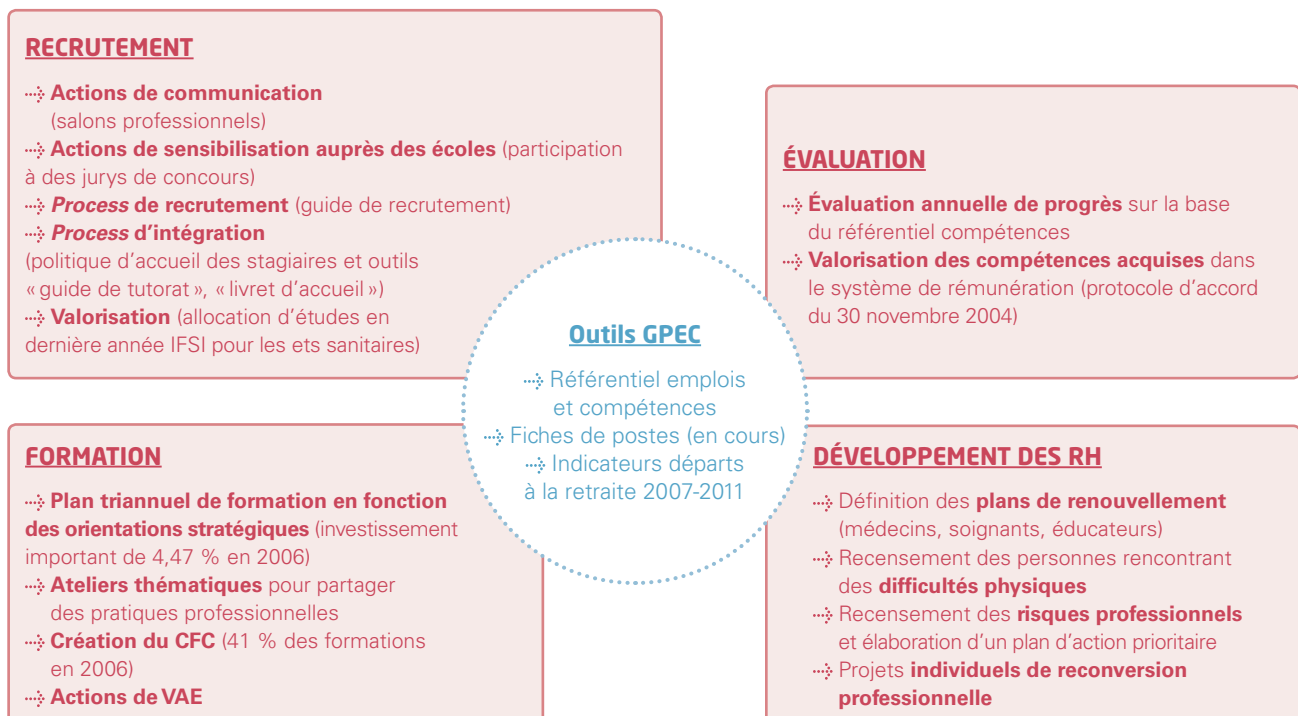 RECRUTEMENT
Actions de communication
(salons professionnels)
Actions de sensibilisation auprès des écoles (participation
à des jurys de concours)
Process de recrutement (guide de recrutement)
Process d'intégration
(politique d'accueil des stagiaires et outils
« guide de tutorat », « livret d'accueil »)
Valorisation (allocation d'études en
dernière année IFSI pour les ets sanitaires)
ÉVALUATION
Évaluation annuelle de progrès sur la base
du référentiel compétences
Valorisation des compétences acquises dans
le système de rémunération (protocole d'accord
du 30 novembre 2004)
Outils GPEC
Référentiel emplois
et compétences
Fiches de postes (en cours)
Indicateurs départs
à la retraite 2007-2011
FORMATION
Plan triannuel de formation en fonction
des orientations stratégiques (investissement
important de 4,47 % en 2006)
Ateliers thématiques pour partager
des pratiques professionnelles
Création du CFC (41 % des formations
en 2006)
Actions de VAE
DÉVELOPPEMENT DES RH
Définition des plans de renouvellement
(médecins, soignants, éducateurs)
Recensement des personnes rencontrant
des difficultés physiques
Recensement des risques professionnels
et élaboration d'un plan d'action prioritaire
Projets individuels de reconversion
professionnelle